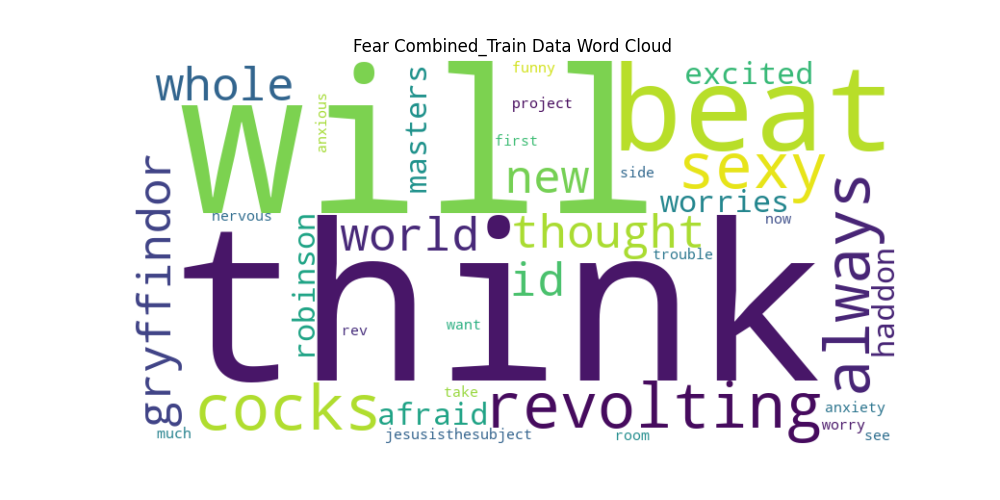 Fear Combined_Train Data Word Cloud
whole
will
anxious
masters
funny
project
first
new
beat
excited
sexy
side
worries
now
nervous
gryffindor
robinson
world
thought
trouble
id
think
rev
want
always
haddon
cocks
afraid
take
revolting
anxiety
worry
much
jesusisthesubject
room
see